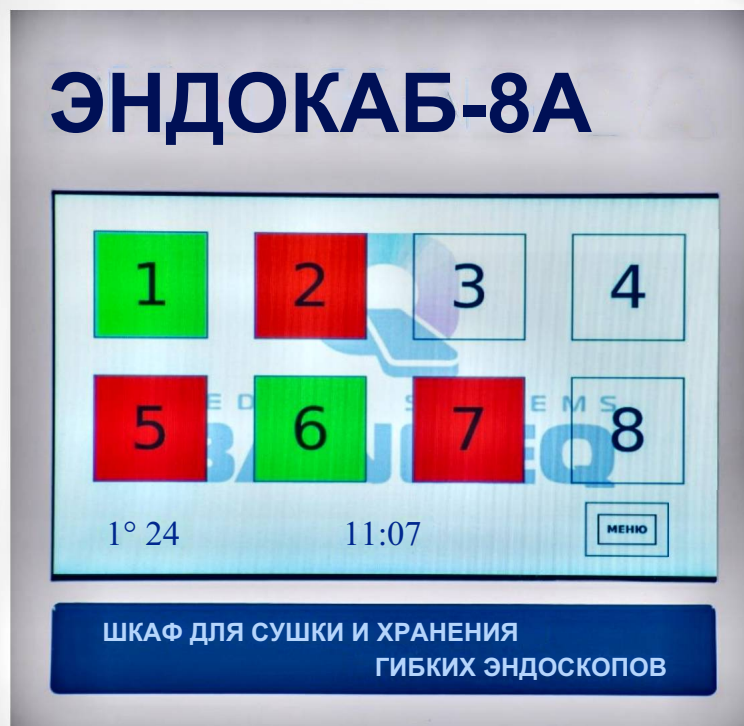 ЭНДОКАБ-8А
1 2 3 4
5 6 7 8
1° 24 11:07 МЕНЮ
ШКАФ ДЛЯ СУШКИ И ХРАНЕНИЯ
ГИБКИХ ЭНДОСКОПОВ